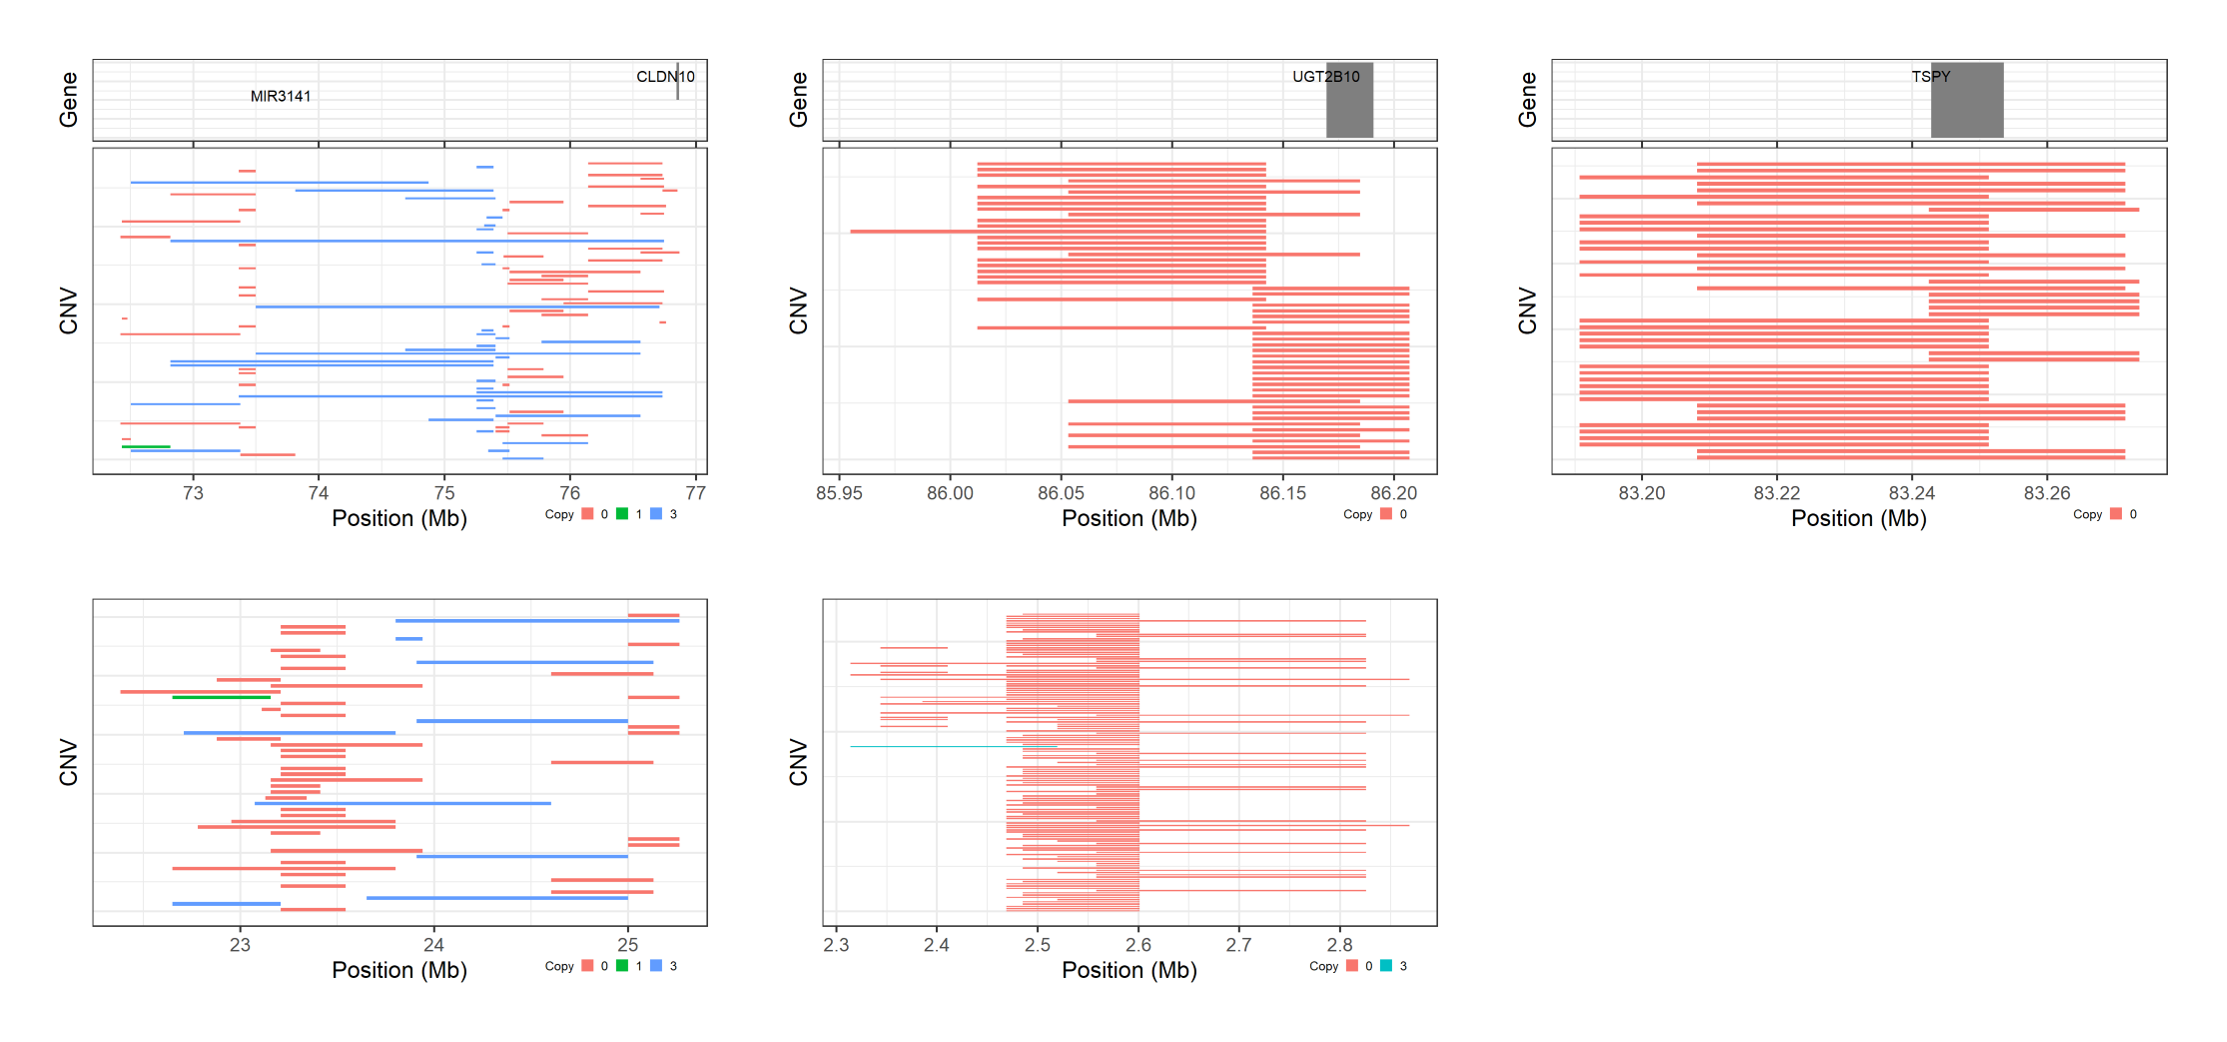 Gene
MIR3141
CLDN10
CNV
73 74 75 76 77
Position (Mb)
Copy 0 1 3
Gene
UGT2B10
CNV
85.95 86.00 86.05 86.10 86.15 86.20
Position (Mb)
Copy 0
Gene
TSPY
CNV
83.20 83.22 83.24 83.26
Position (Mb)
Copy 0
CNV
23 24 25
Position (Mb)
Copy 0 1 3
CNV
2.3 2.4 2.5 2.6 2.7 2.8
Position (Mb)
Copy 0 3